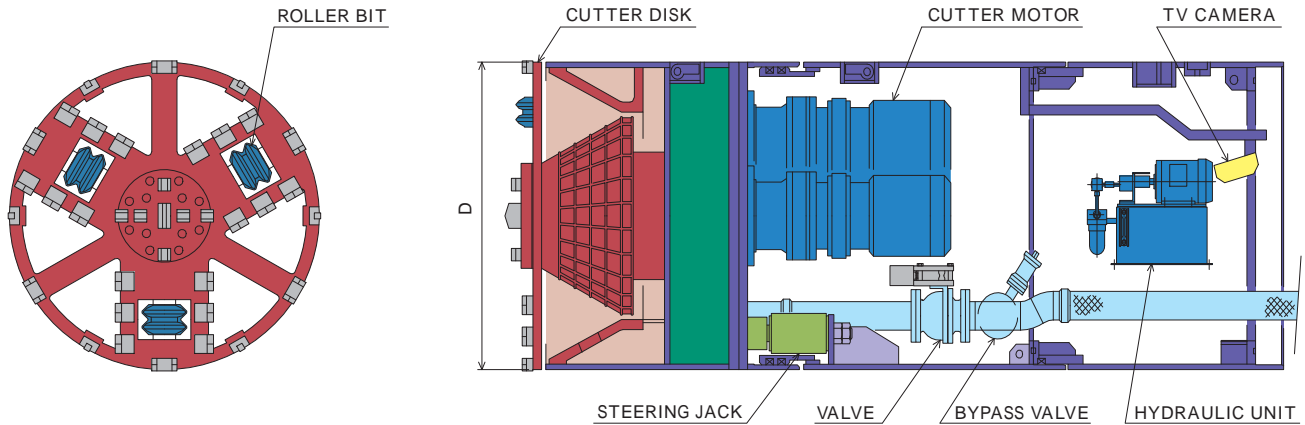 ROLLER BIT
CUTTER DISK
CUTTER MOTOR
TV CAMERA
D
STEERING JACK
VALVE
BYPASS VALVE
HYDRAULIC UNIT